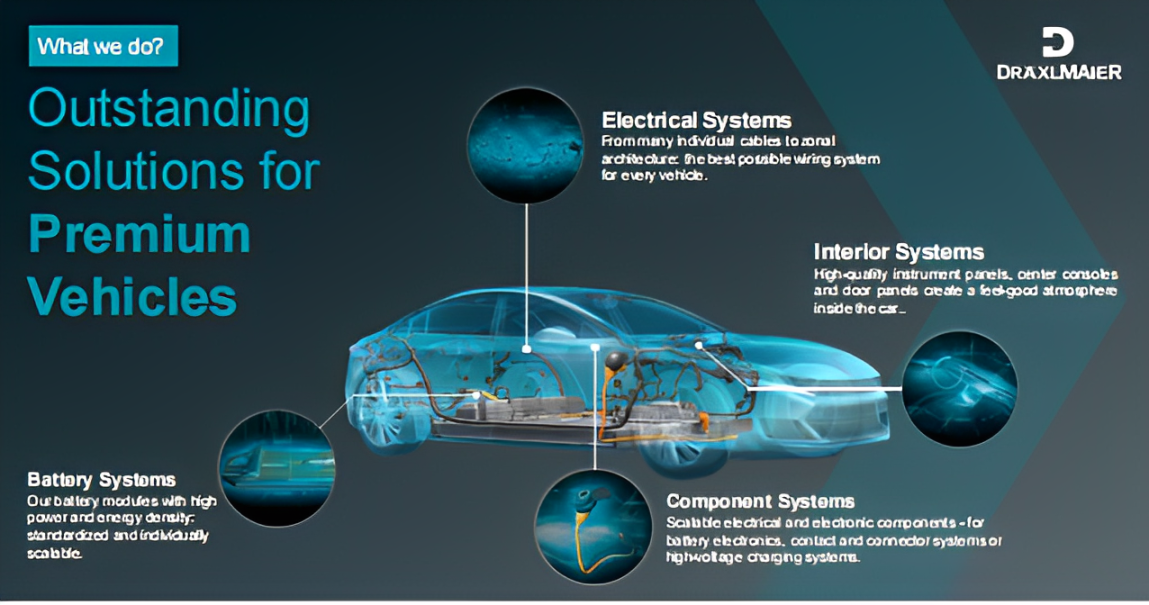 What we do?
DRÄXLMAIER
Outstanding
Solutions for
Premium
Vehicles
Electrical Systems
From many individual cables to zonal
architecture: the best possible wiring system
for every vehicle.
Interior Systems
High-quality instrument panels, center consoles
and door panels create a feel-good atmosphere
inside the car...
Battery Systems
Our battery modules with high
power and energy density:
standardized and individually
scalable.
Component Systems
Scalable electrical and electronic components - for
battery electronics, contact and connector systems or
high-voltage charging systems.